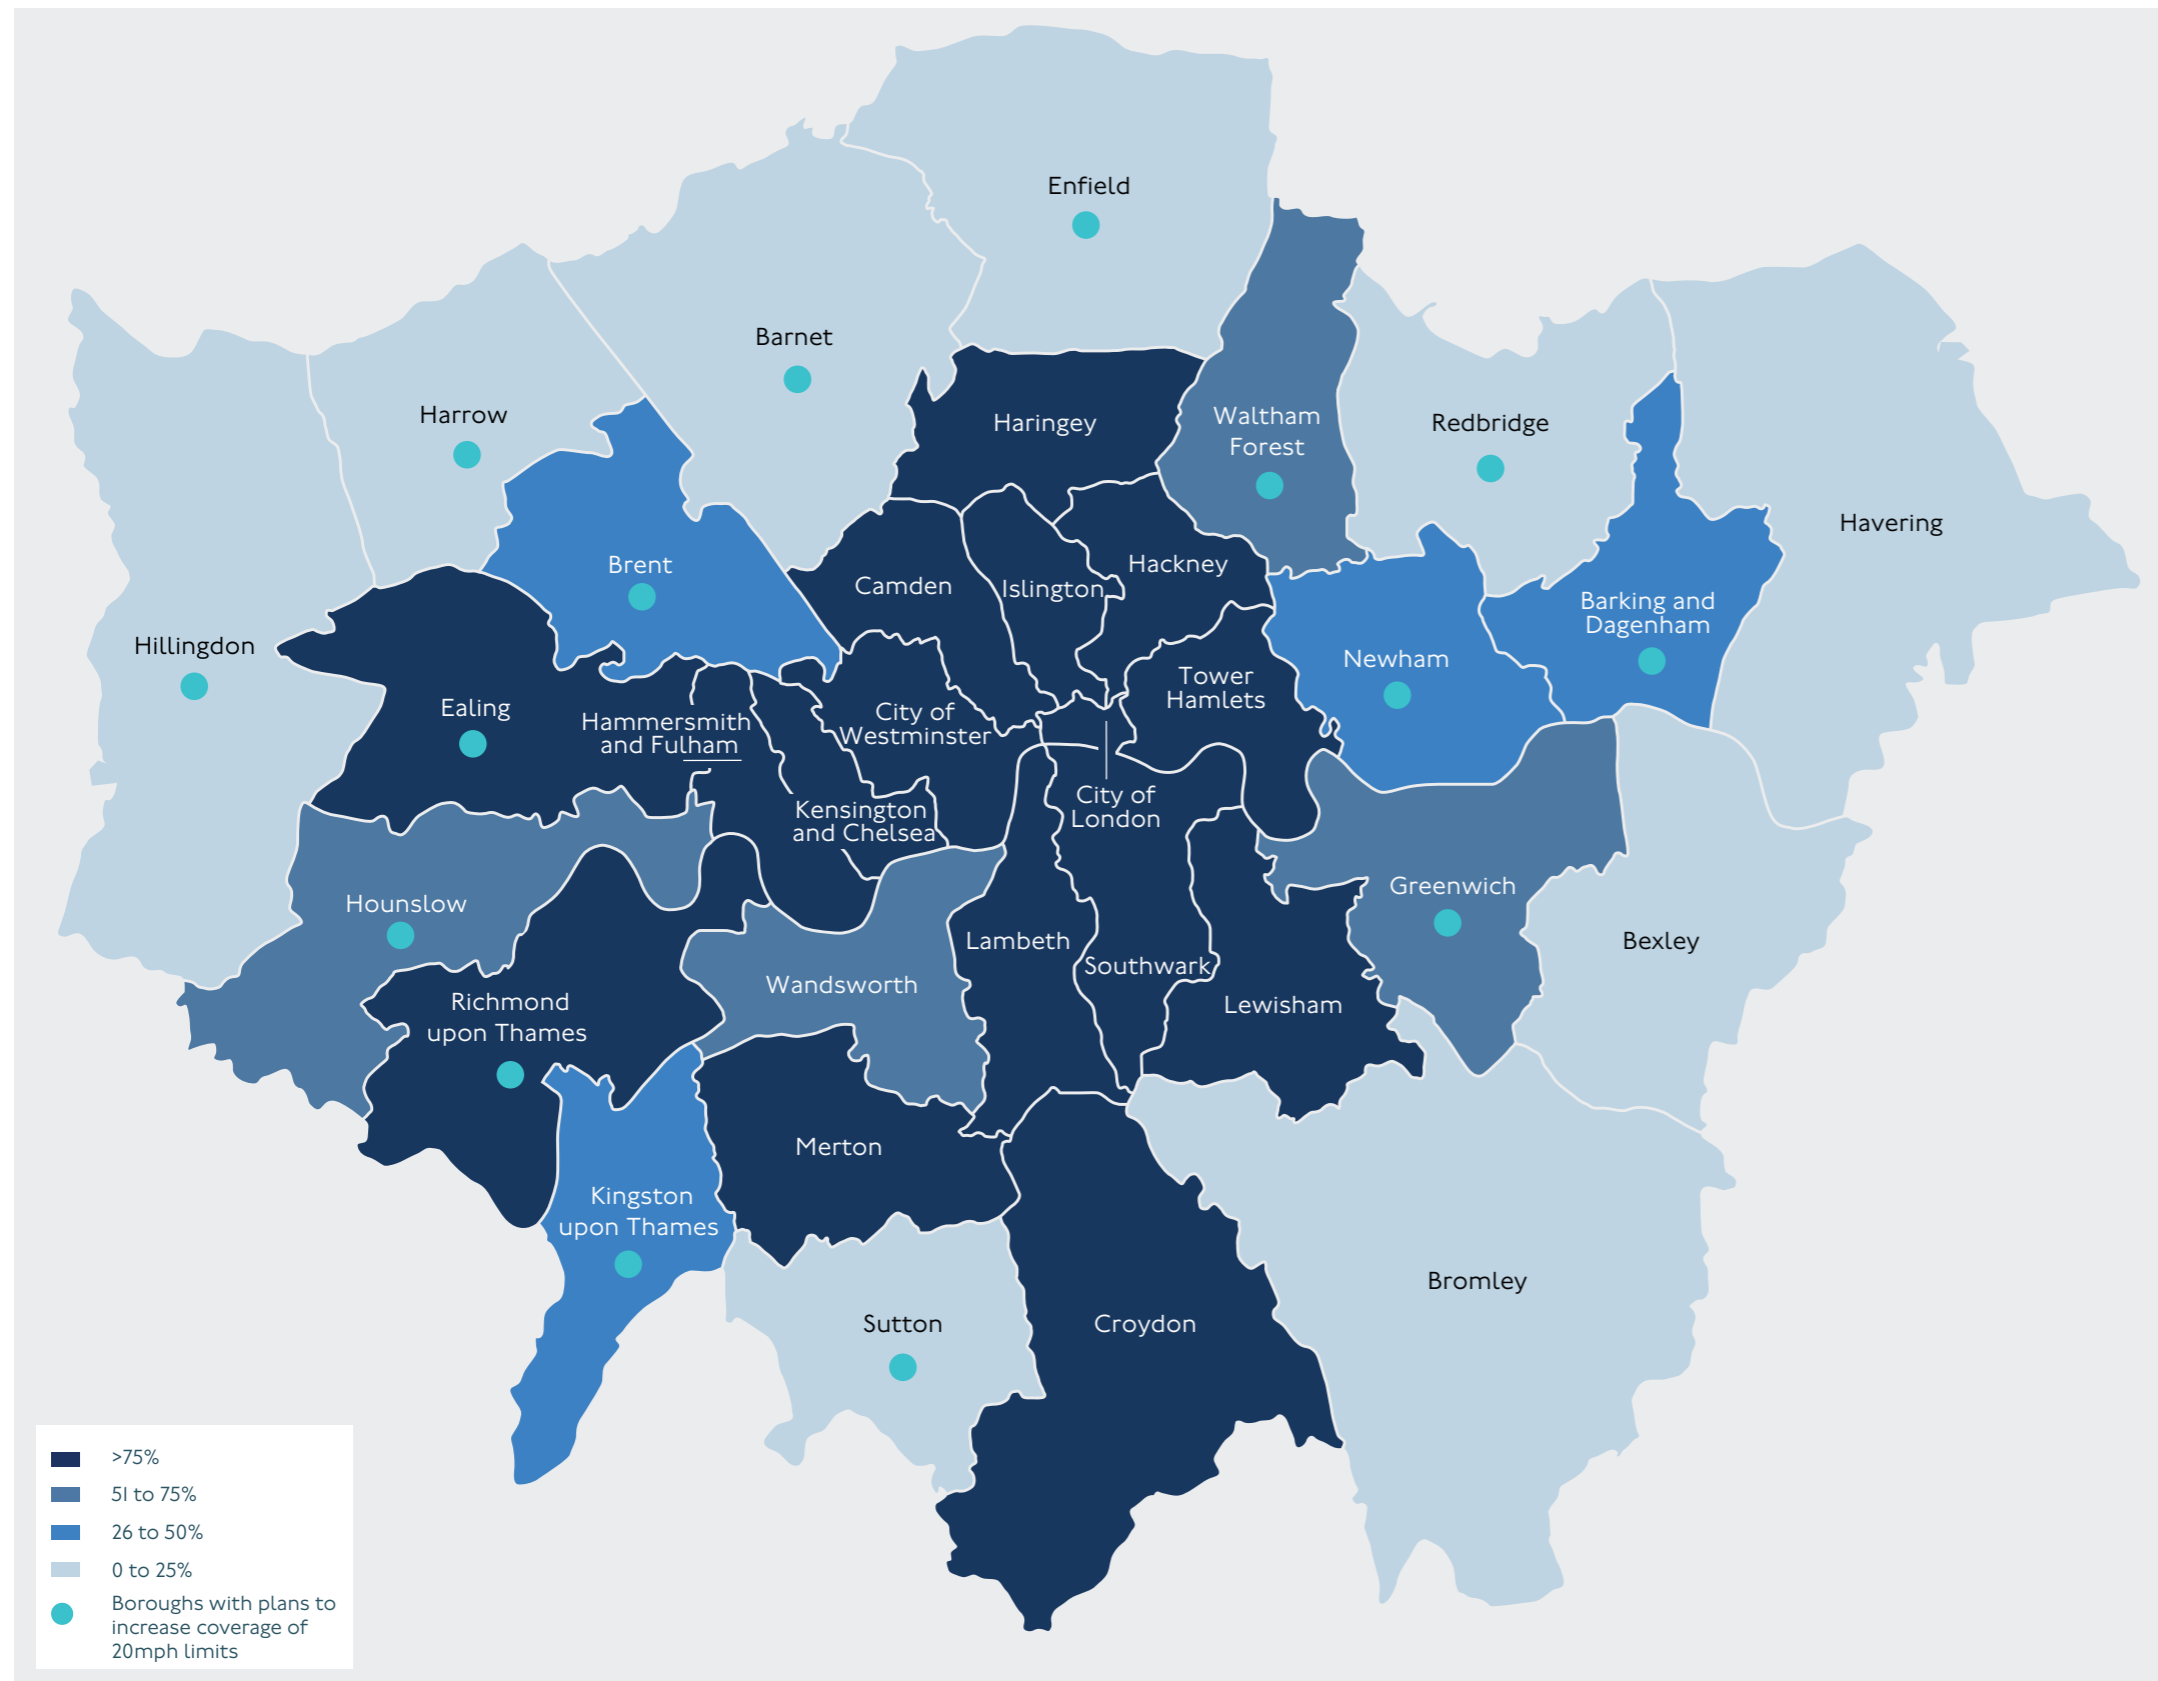 Enfield
Barnet
Harrow
Haringey
Waltham
Forest
Redbridge
Havering
Brent
Camden
Islington
Hackney
Barking and
Dagenham
Hillingdon
Newham
Ealing
Hammersmith
and Fulham
City of
Westminster
Tower
Hamlets
Kensington
and Chelsea
City of
London
Hounslow
Greenwich
Lambeth
Southwark
Bexley
Wandsworth
Richmond
upon Thames
Lewisham
Merton
Kingston
upon Thames
Sutton
Croydon
Bromley
>75%
51 to 75%
26 to 50%
0 to 25%
Boroughs with plans to
increase coverage of
20mph limits